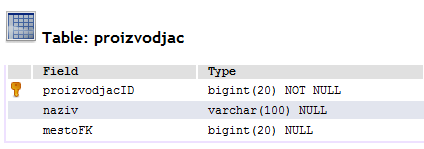 Table: proizvodjac
Field Type
proizvodjacID bigint(20) NOT NULL
naziv varchar(100) NULL
mestoFK bigint(20) NULL